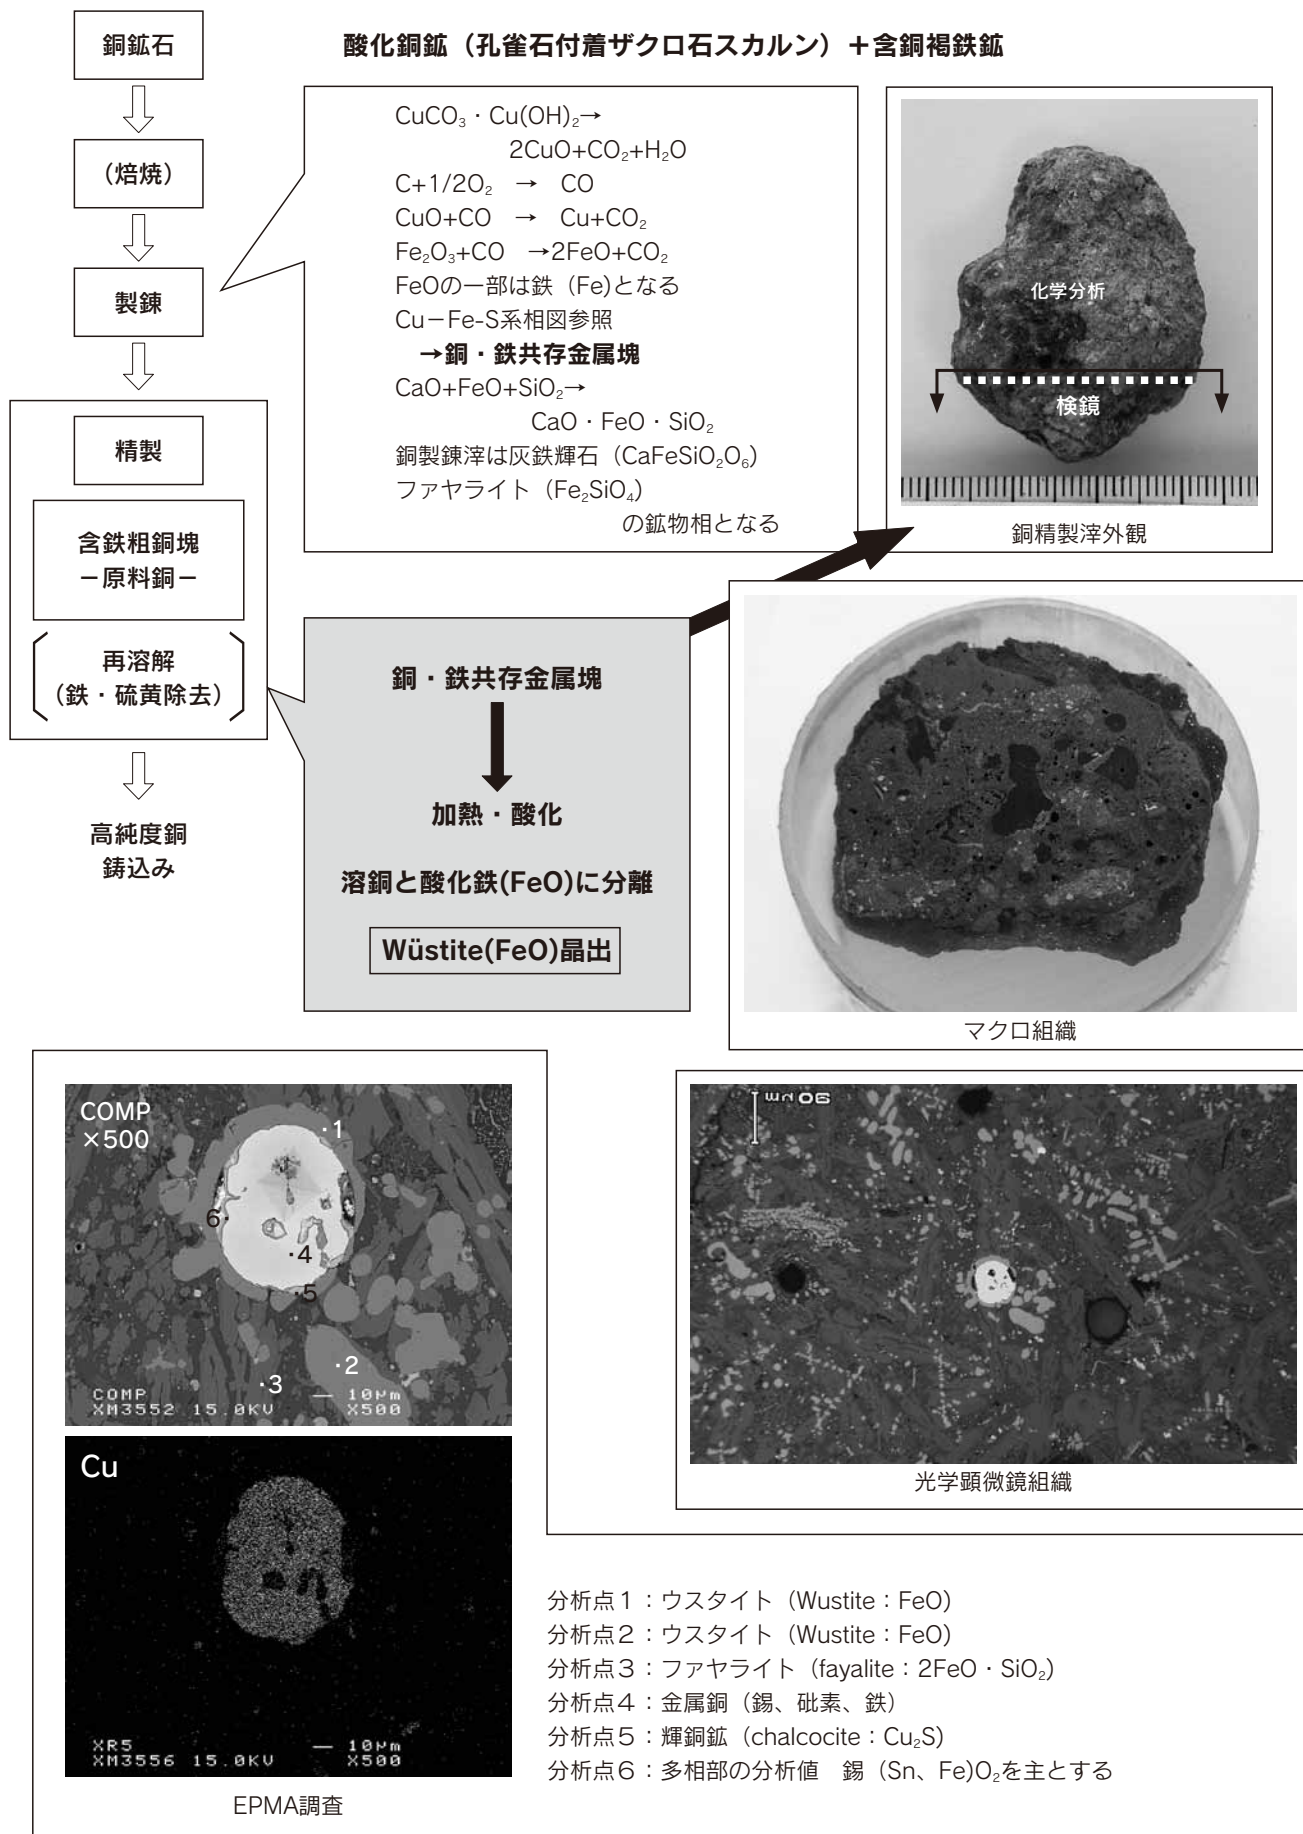 銅鉱石
（焙焼）
製錬
精製
含鉄粗銅塊
－原料銅－
再溶解
（鉄・硫黄除去）
高純度銅
鋳込み
酸化銅鉱（孔雀石付着ザクロ石スカルン）＋含銅褐鉄鉱
CuCO₃・Cu(OH)₂→
2CuO+CO₂+H₂O
C+1/2O₂　→　CO
CuO+CO　→　Cu+CO₂
Fe₂O₃+CO　→2FeO+CO₂
FeOの一部は鉄（Fe)となる
Cu－Fe-S系相図参照
→銅・鉄共存金属塊
CaO+FeO+SiO₂→
CaO・FeO・SiO₂
銅製錬滓は灰鉄輝石（CaFeSiO₂O₆)
ファヤライト（Fe₂SiO₄)
の鉱物相となる
化学分析
検鏡
銅精製滓外観
銅・鉄共存金属塊
加熱・酸化
溶銅と酸化鉄(FeO)に分離
Wüstite(FeO)晶出
マクロ組織
COMP
×500
1
6
4
5
2
3
COMP 10μm
XM3552 15.0KV X500
Cu
XR5 10μm
XM3556 15.0KV X500
EPMA調査
90 μm
光学顕微鏡組織
分析点１：ウスタイト（Wustite：FeO)
分析点２：ウスタイト（Wustite：FeO)
分析点３：ファヤライト（fayalite：2FeO・SiO₂)
分析点４：金属銅（錫、砒素、鉄）
分析点５：輝銅鉱（chalcocite：Cu₂S)
分析点６：多相部の分析値　錫（Sn、Fe)O₂を主とする